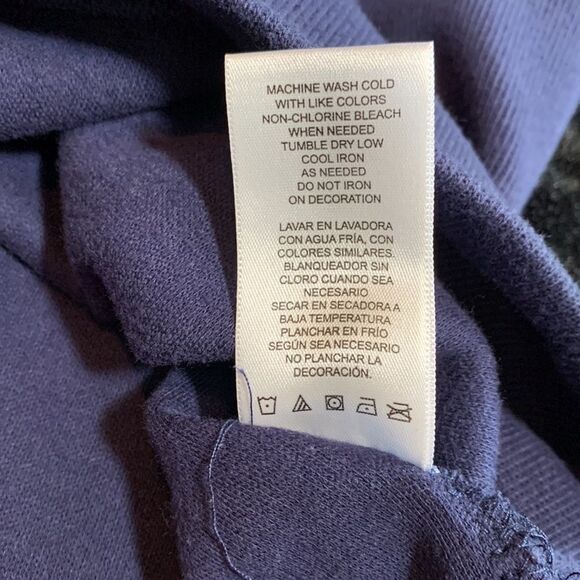 MACHINE WASH COLD
WITH LIKE COLORS
NON-CHLORINE BLEACH
WHEN NEEDED
TUMBLE DRY LOW
COOL IRON
AS NEEDED
DO NOT IRON
ON DECORATION
LAVAR EN LAVADORA
CON AGUA FRÍA, CON
COLORES SIMILARES.
BLANQUEADOR SIN
CLORO CUANDO SEA
NECESARIO
SECAR EN SECADORA A
BAJA TEMPERATURA
PLANCHAR EN FRÍO
SEGÚN SEA NECESARIO
NO PLANCHAR LA
DECORACIÓN.